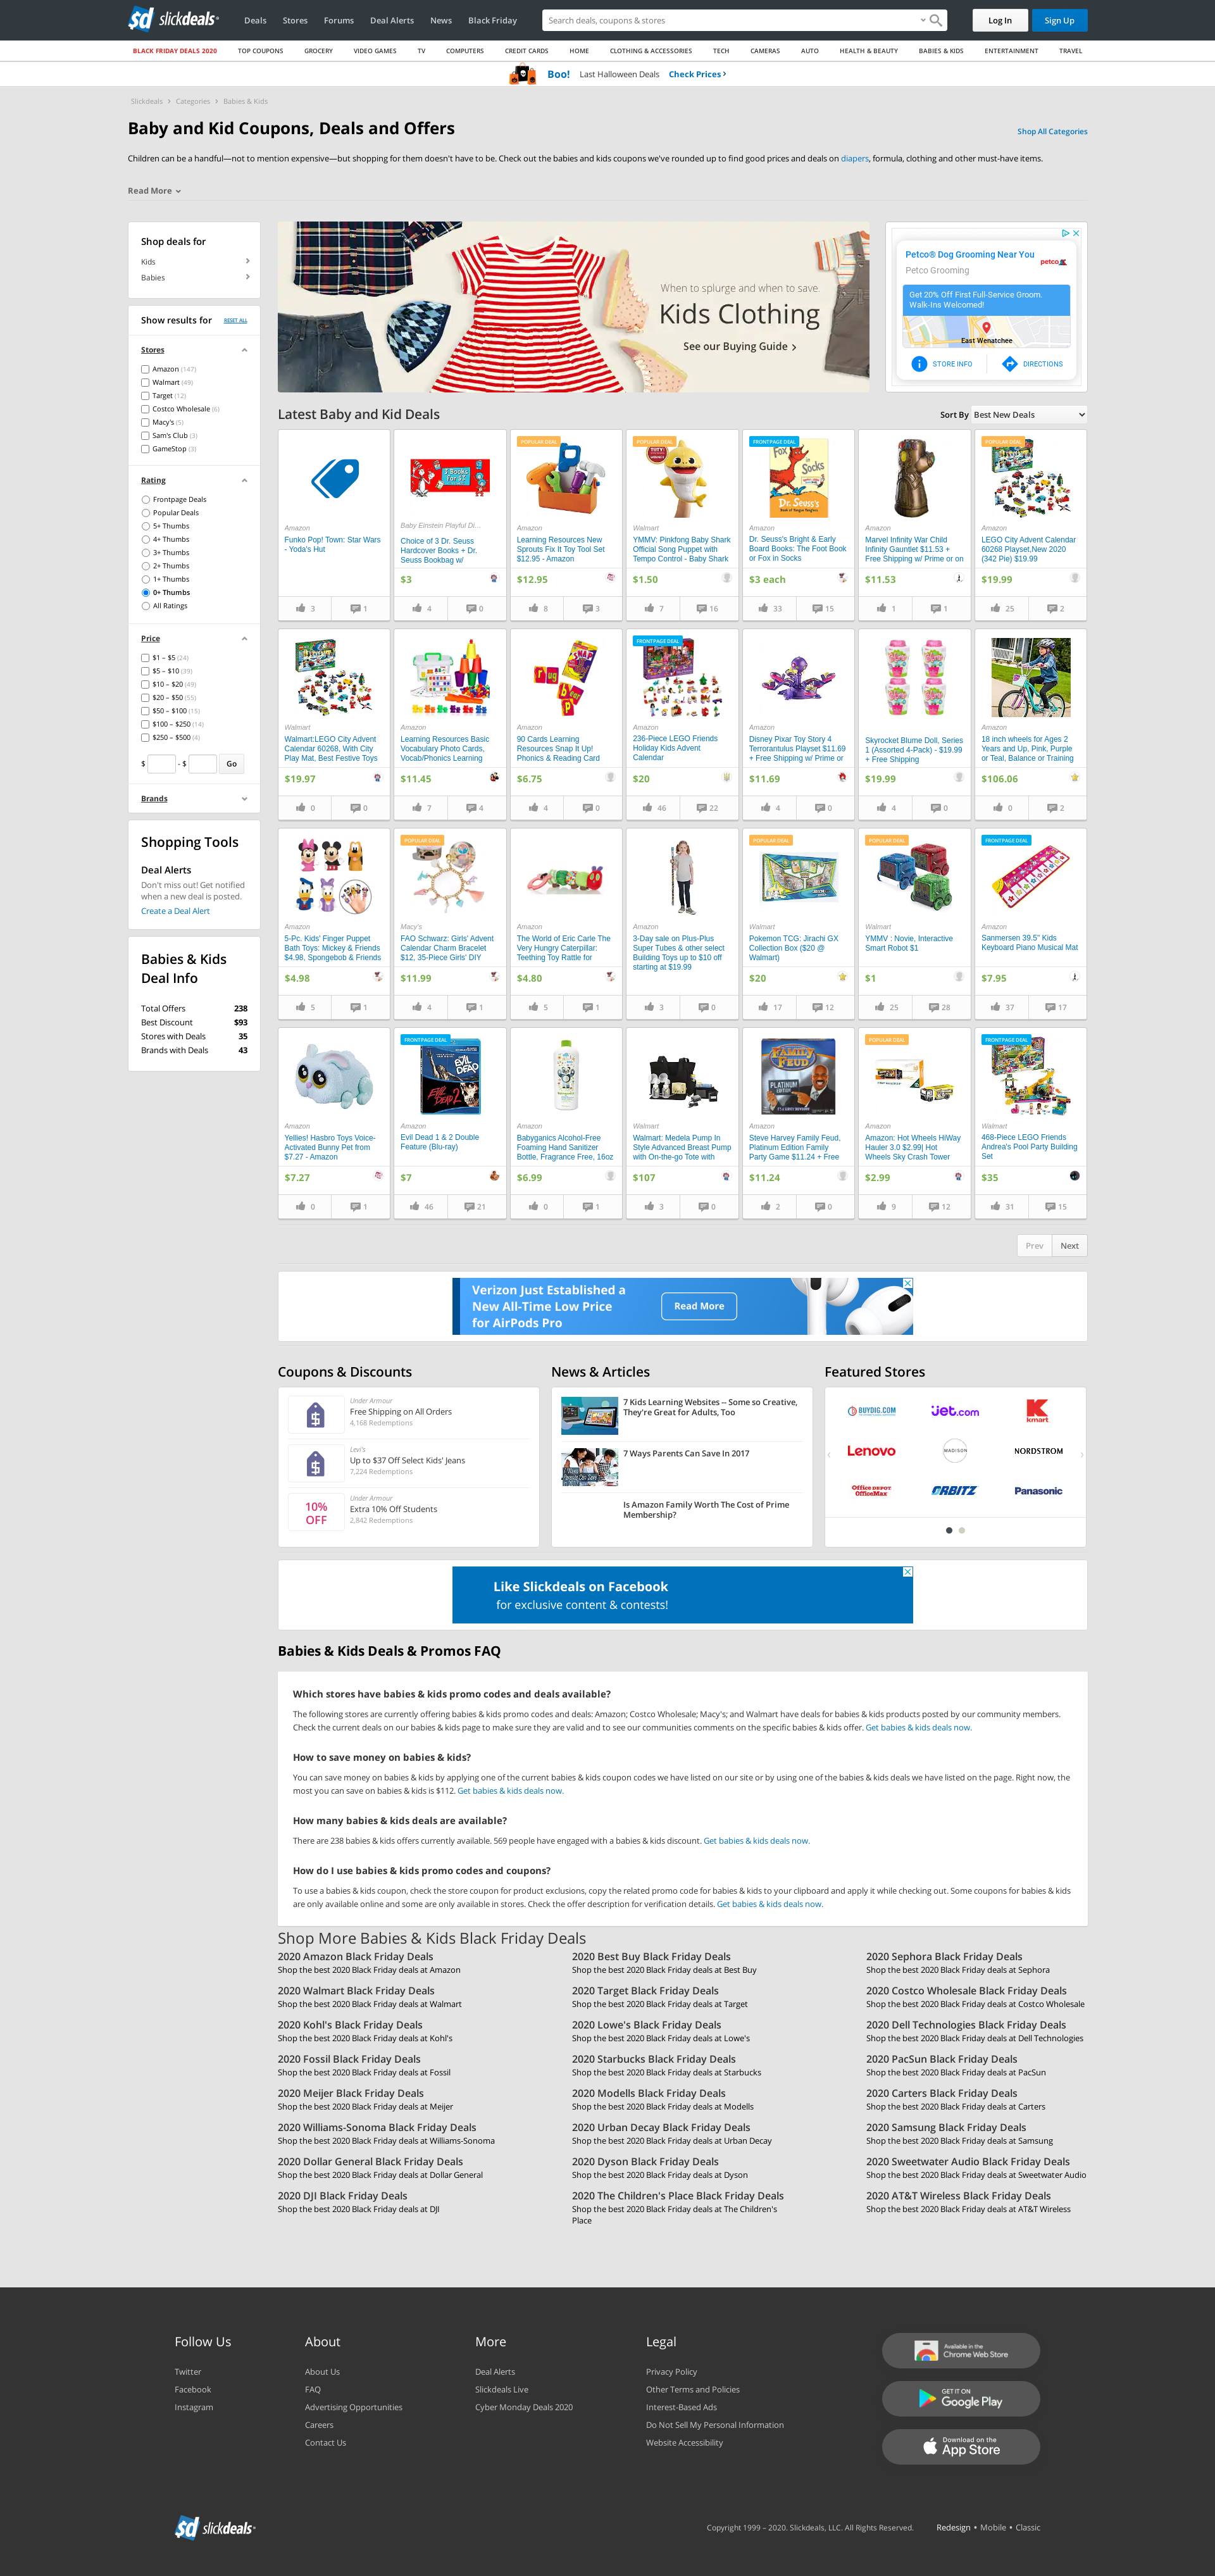 slickdeals
Deals
Stores
Forums
Deal Alerts
News
Black Friday
Search deals, coupons & stores
Log In
Sign Up
BLACK FRIDAY DEALS 2020
TOP COUPONS
GROCERY
VIDEO GAMES
TV
COMPUTERS
CREDIT CARDS
HOME
CLOTHING & ACCESSORIES
TECH
CAMERAS
AUTO
HEALTH & BEAUTY
BABIES & KIDS
ENTERTAINMENT
TRAVEL
Boo! Last Halloween Deals Check Prices ›
Slickdeals › Categories › Babies & Kids
Baby and Kid Coupons, Deals and Offers
Shop All Categories
Children can be a handful—not to mention expensive—but shopping for them doesn't have to be. Check out the babies and kids coupons we've rounded up to find good prices and deals on diapers, formula, clothing and other must-have items.
Read More
Shop deals for
Kids
Babies
Show results for RESET ALL
Stores
Amazon (147)
Walmart (49)
Target (12)
Costco Wholesale (6)
Macy's (5)
Sam's Club (3)
GameStop (3)
Rating
Frontpage Deals
Popular Deals
5+ Thumbs
4+ Thumbs
3+ Thumbs
2+ Thumbs
1+ Thumbs
0+ Thumbs
All Ratings
Price
$1 – $5 (24)
$5 – $10 (39)
$10 – $20 (49)
$20 – $50 (55)
$50 – $100 (15)
$100 – $250 (14)
$250 – $500 (4)
$ - $ Go
Brands
Shopping Tools
Deal Alerts
Don't miss out! Get notified
when a new deal is posted.
Create a Deal Alert
Babies & Kids
Deal Info
Total Offers 238
Best Discount $93
Stores with Deals 35
Brands with Deals 43
When to splurge and when to save.
Kids Clothing
See our Buying Guide ›
Petco® Dog Grooming Near You
Petco Grooming
petco
Get 20% Off First Full-Service Groom.
Walk-Ins Welcomed!
East Wenatchee
STORE INFO
DIRECTIONS
Latest Baby and Kid Deals
Sort By Best New Deals
Amazon
Funko Pop! Town: Star Wars
- Yoda's Hut
3 1
Baby Einstein Playful Di…
Choice of 3 Dr. Seuss
Hardcover Books + Dr.
Seuss Bookbag w/
$3
4 0
POPULAR DEAL
Amazon
Learning Resources New
Sprouts Fix It Toy Tool Set
$12.95 - Amazon
$12.95
8 3
POPULAR DEAL
Walmart
YMMV: Pinkfong Baby Shark
Official Song Puppet with
Tempo Control - Baby Shark
$1.50
7 16
FRONTPAGE DEAL
Fox in Socks
Dr. Seuss's
Amazon
Dr. Seuss's Bright & Early
Board Books: The Foot Book
or Fox in Socks
$3 each
33 15
Amazon
Marvel Infinity War Child
Infinity Gauntlet $11.53 +
Free Shipping w/ Prime or on
$11.53
1 1
POPULAR DEAL
Amazon
LEGO City Advent Calendar
60268 Playset,New 2020
(342 Pie) $19.99
$19.99
25 2
Walmart
Walmart:LEGO City Advent
Calendar 60268, With City
Play Mat, Best Festive Toys
$19.97
0 0
Amazon
Learning Resources Basic
Vocabulary Photo Cards,
Vocab/Phonics Learning
$11.45
7 4
Amazon
90 Cards Learning
Resources Snap It Up!
Phonics & Reading Card
$6.75
4 0
FRONTPAGE DEAL
Amazon
236-Piece LEGO Friends
Holiday Kids Advent
Calendar
$20
46 22
Amazon
Disney Pixar Toy Story 4
Terrorantulus Playset $11.69
+ Free Shipping w/ Prime or
$11.69
4 0
Skyrocket Blume Doll, Series
1 (Assorted 4-Pack) - $19.99
+ Free Shipping
$19.99
4 0
Amazon
18 inch wheels for Ages 2
Years and Up, Pink, Purple
or Teal, Balance or Training
$106.06
0 2
Amazon
5-Pc. Kids' Finger Puppet
Bath Toys: Mickey & Friends
$4.98, Spongebob & Friends
$4.98
5 1
POPULAR DEAL
Macy's
FAO Schwarz: Girls' Advent
Calendar Charm Bracelet
$12, 35-Piece Girls' DIY
$11.99
4 1
Amazon
The World of Eric Carle The
Very Hungry Caterpillar:
Teething Toy Rattle for
$4.80
5 1
Amazon
3-Day sale on Plus-Plus
Super Tubes & other select
Building Toys up to $10 off
starting at $19.99
3 0
POPULAR DEAL
Walmart
Pokemon TCG: Jirachi GX
Collection Box ($20 @
Walmart)
$20
17 12
POPULAR DEAL
Walmart
YMMV : Novie, Interactive
Smart Robot $1
$1
25 28
FRONTPAGE DEAL
Amazon
Sanmersen 39.5" Kids
Keyboard Piano Musical Mat
$7.95
37 17
Amazon
Yellies! Hasbro Toys Voice-
Activated Bunny Pet from
$7.27 - Amazon
$7.27
0 1
FRONTPAGE DEAL
EVIL DEAD
EVIL DEAD 2
Amazon
Evil Dead 1 & 2 Double
Feature (Blu-ray)
$7
46 21
Amazon
Babyganics Alcohol-Free
Foaming Hand Sanitizer
Bottle, Fragrance Free, 16oz
$6.99
0 1
Walmart
Walmart: Medela Pump In
Style Advanced Breast Pump
with On-the-go Tote with
$107
3 0
FAMILY FEUD
PLATINUM EDITION
Amazon
Steve Harvey Family Feud,
Platinum Edition Family
Party Game $11.24 + Free
$11.24
2 0
POPULAR DEAL
Amazon
Amazon: Hot Wheels HiWay
Hauler 3.0 $2.99| Hot
Wheels Sky Crash Tower
$2.99
9 12
FRONTPAGE DEAL
Walmart
468-Piece LEGO Friends
Andrea's Pool Party Building
Set
$35
31 15
Prev Next
Verizon Just Established a
New All-Time Low Price
for AirPods Pro
Read More
Coupons & Discounts
Under Armour
Free Shipping on All Orders
4,168 Redemptions
Levi's
Up to $37 Off Select Kids' Jeans
7,224 Redemptions
10%
OFF
Under Armour
Extra 10% Off Students
2,842 Redemptions
News & Articles
7 Kids Learning Websites -- Some so Creative,
They're Great for Adults, Too
7 Ways Parents Can Save In 2017
Is Amazon Family Worth The Cost of Prime
Membership?
Featured Stores
BUYDIG.COM
Jet.com
kmart
Lenovo
MADISON
NORDSTROM
Office DEPOT
OfficeMax
ORBITZ
Panasonic
Like Slickdeals on Facebook
for exclusive content & contests!
Babies & Kids Deals & Promos FAQ
Which stores have babies & kids promo codes and deals available?
The following stores are currently offering babies & kids promo codes and deals: Amazon; Costco Wholesale; Macy's; and Walmart have deals for babies & kids products posted by our community members.
Check the current deals on our babies & kids page to make sure they are valid and to see our communities comments on the specific babies & kids offer. Get babies & kids deals now.
How to save money on babies & kids?
You can save money on babies & kids by applying one of the current babies & kids coupon codes we have listed on our site or by using one of the babies & kids deals we have listed on the page. Right now, the
most you can save on babies & kids is $112. Get babies & kids deals now.
How many babies & kids deals are available?
There are 238 babies & kids offers currently available. 569 people have engaged with a babies & kids discount. Get babies & kids deals now.
How do I use babies & kids promo codes and coupons?
To use a babies & kids coupon, check the store coupon for product exclusions, copy the related promo code for babies & kids to your clipboard and apply it while checking out. Some coupons for babies & kids
are only available online and some are only available in stores. Check the offer description for verification details. Get babies & kids deals now.
Shop More Babies & Kids Black Friday Deals
2020 Amazon Black Friday Deals
Shop the best 2020 Black Friday deals at Amazon
2020 Best Buy Black Friday Deals
Shop the best 2020 Black Friday deals at Best Buy
2020 Sephora Black Friday Deals
Shop the best 2020 Black Friday deals at Sephora
2020 Walmart Black Friday Deals
Shop the best 2020 Black Friday deals at Walmart
2020 Target Black Friday Deals
Shop the best 2020 Black Friday deals at Target
2020 Costco Wholesale Black Friday Deals
Shop the best 2020 Black Friday deals at Costco Wholesale
2020 Kohl's Black Friday Deals
Shop the best 2020 Black Friday deals at Kohl's
2020 Lowe's Black Friday Deals
Shop the best 2020 Black Friday deals at Lowe's
2020 Dell Technologies Black Friday Deals
Shop the best 2020 Black Friday deals at Dell Technologies
2020 Fossil Black Friday Deals
Shop the best 2020 Black Friday deals at Fossil
2020 Starbucks Black Friday Deals
Shop the best 2020 Black Friday deals at Starbucks
2020 PacSun Black Friday Deals
Shop the best 2020 Black Friday deals at PacSun
2020 Meijer Black Friday Deals
Shop the best 2020 Black Friday deals at Meijer
2020 Modells Black Friday Deals
Shop the best 2020 Black Friday deals at Modells
2020 Carters Black Friday Deals
Shop the best 2020 Black Friday deals at Carters
2020 Williams-Sonoma Black Friday Deals
Shop the best 2020 Black Friday deals at Williams-Sonoma
2020 Urban Decay Black Friday Deals
Shop the best 2020 Black Friday deals at Urban Decay
2020 Samsung Black Friday Deals
Shop the best 2020 Black Friday deals at Samsung
2020 Dollar General Black Friday Deals
Shop the best 2020 Black Friday deals at Dollar General
2020 Dyson Black Friday Deals
Shop the best 2020 Black Friday deals at Dyson
2020 Sweetwater Audio Black Friday Deals
Shop the best 2020 Black Friday deals at Sweetwater Audio
2020 DJI Black Friday Deals
Shop the best 2020 Black Friday deals at DJI
2020 The Children's Place Black Friday Deals
Shop the best 2020 Black Friday deals at The Children's
Place
2020 AT&T Wireless Black Friday Deals
Shop the best 2020 Black Friday deals at AT&T Wireless
Follow Us
Twitter
Facebook
Instagram
About
About Us
FAQ
Advertising Opportunities
Careers
Contact Us
More
Deal Alerts
Slickdeals Live
Cyber Monday Deals 2020
Legal
Privacy Policy
Other Terms and Policies
Interest-Based Ads
Do Not Sell My Personal Information
Website Accessibility
Available in the
Chrome Web Store
GET IT ON
Google Play
Download on the
App Store
slickdeals
Copyright 1999 – 2020. Slickdeals, LLC. All Rights Reserved.
Redesign • Mobile • Classic